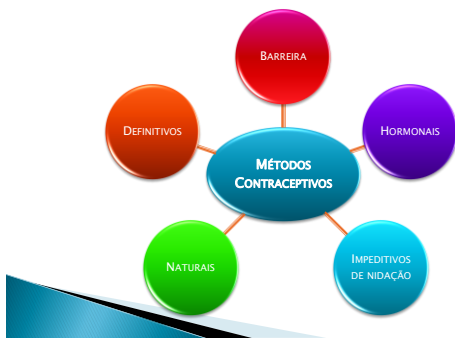 BARREIRA
DEFINITIVOS
HORMONAIS
MÉTODOS
CONTRACEPTIVOS
NATURAIS
IMPEDITIVOS
DE NIDAÇÃO